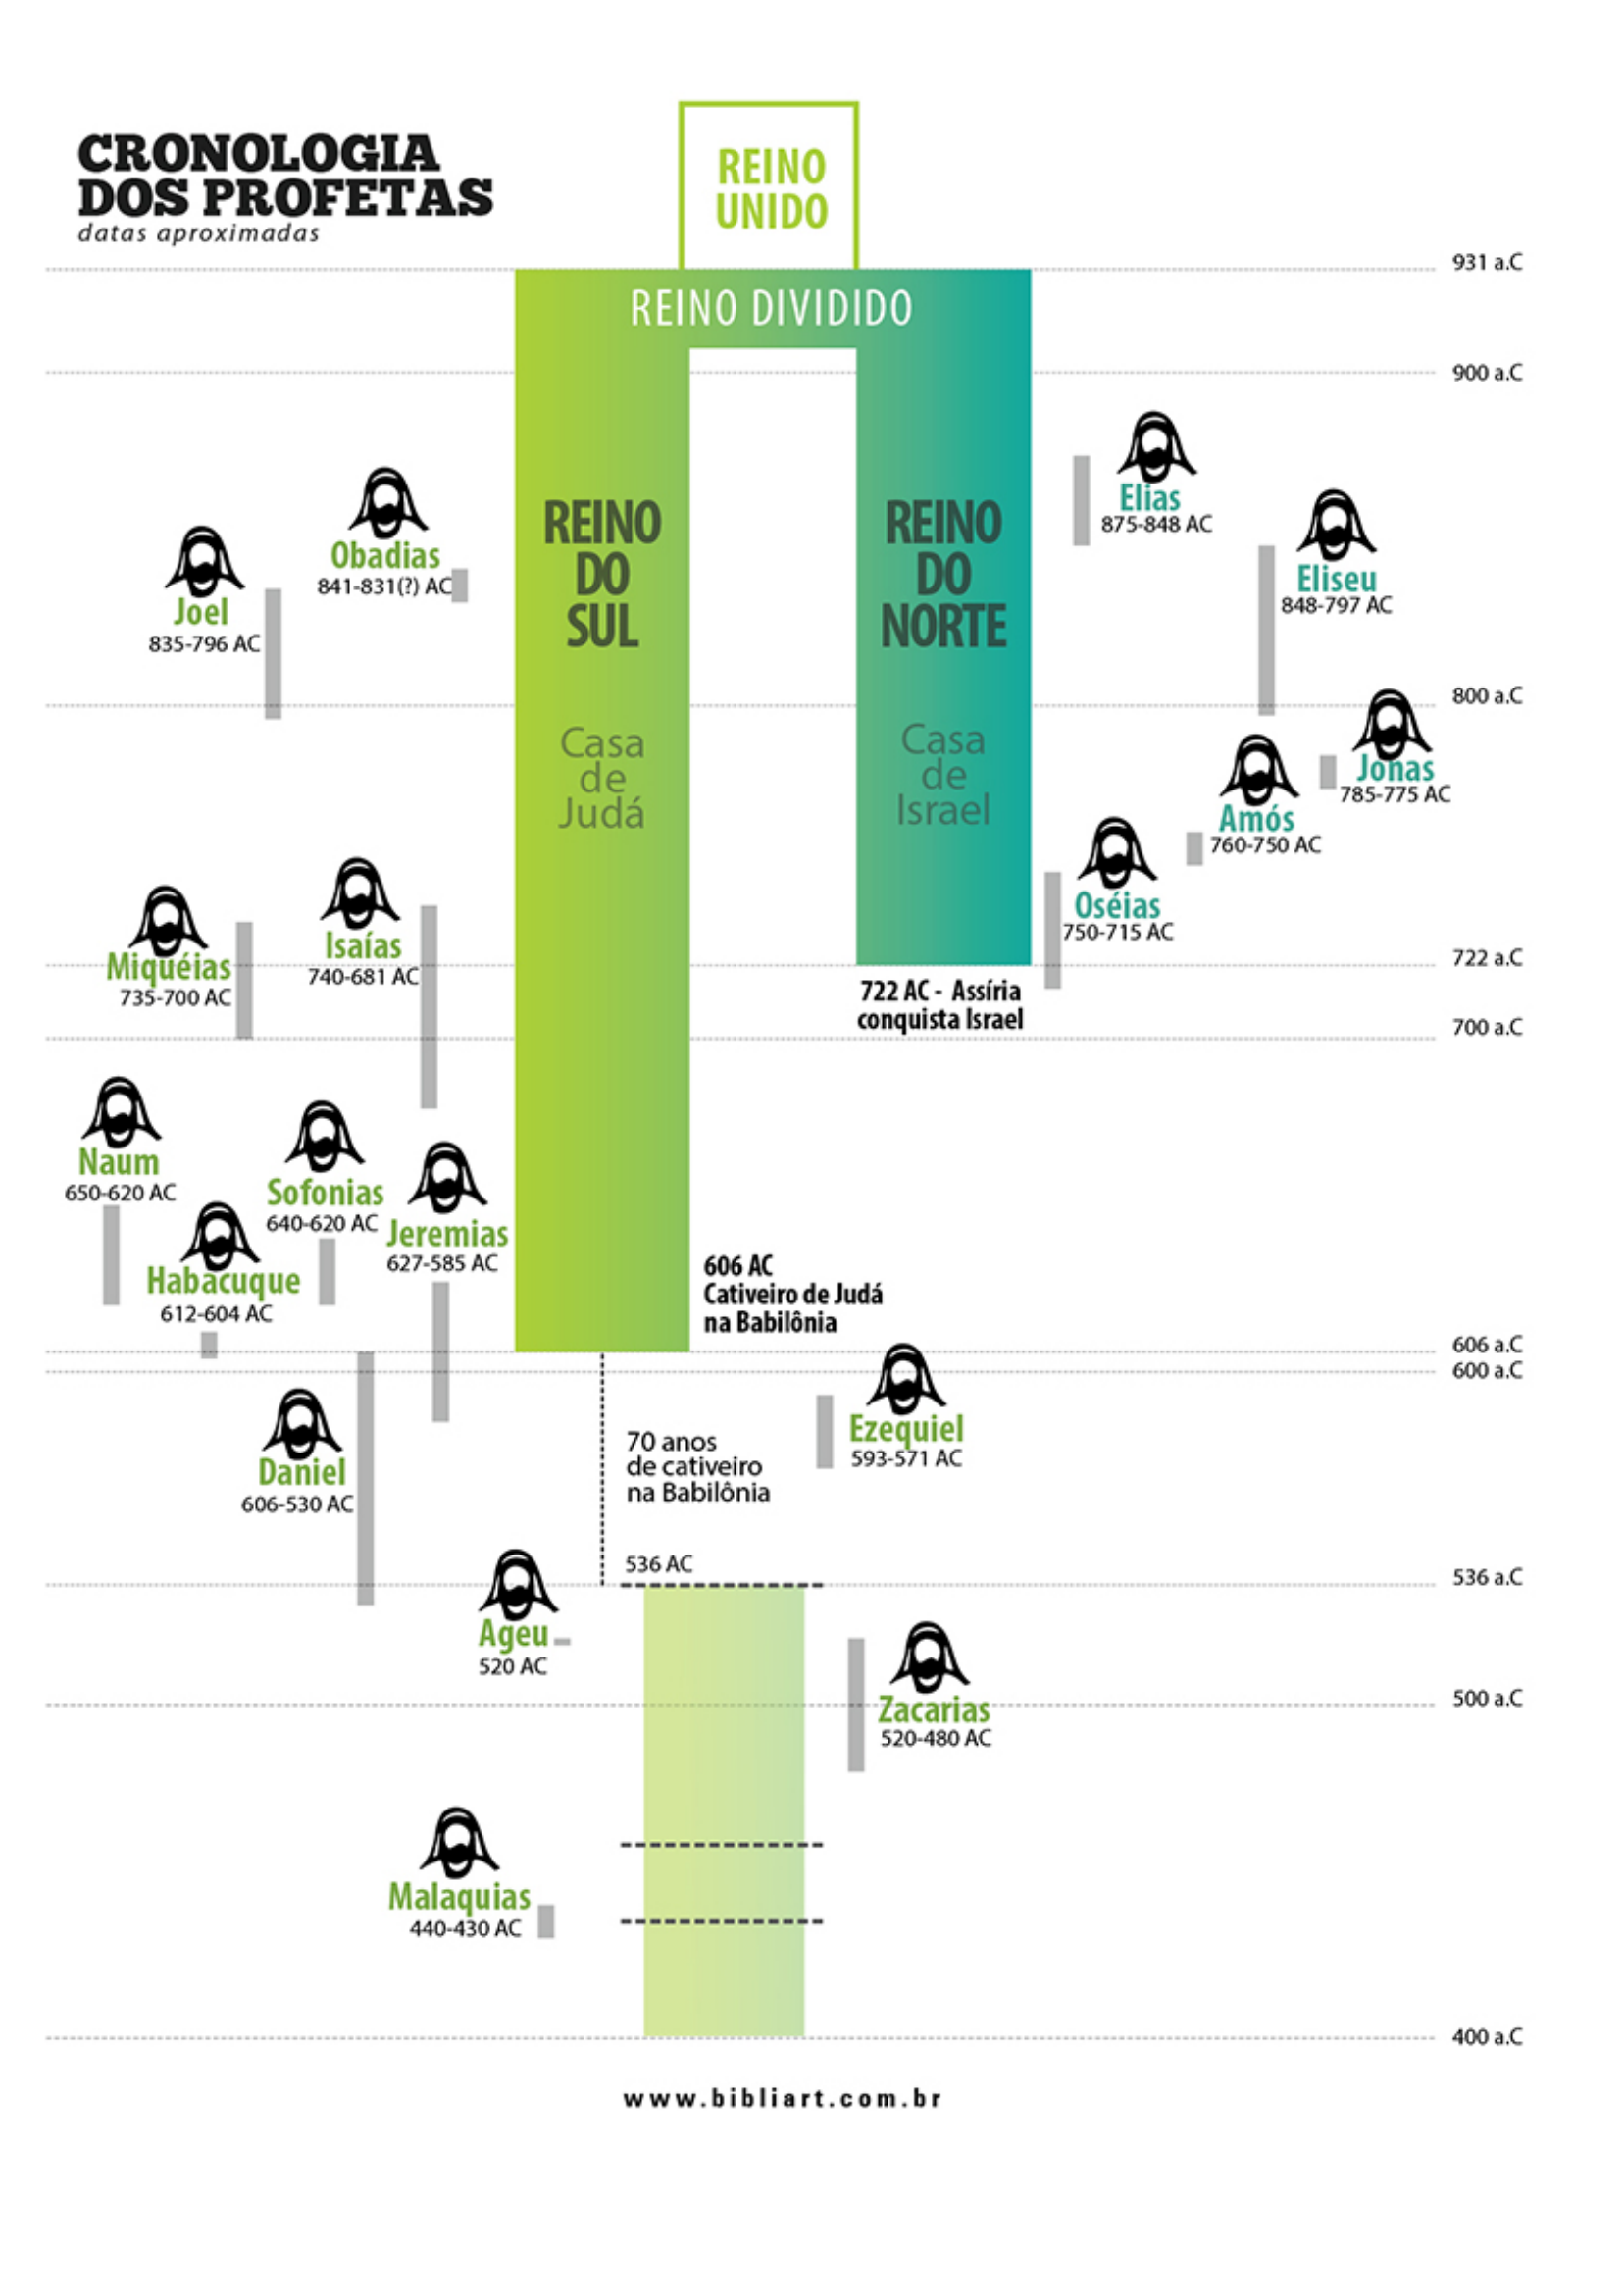 CRONOLOGIA
DOS PROFETAS
datas aproximadas
REINO
UNIDO
931 a.C
REINO DIVIDIDO
900 a.C
REINO
DO
SUL
Casa
de
Judá
REINO
DO
NORTE
Casa
de
Israel
Elias
875-848 AC
Obadias
841-831(?) AC
Eliseu
848-797 AC
Joel
835-796 AC
800 a.C
Jonas
785-775 AC
Amós
760-750 AC
Oséias
750-715 AC
Isaías
740-681 AC
Miquéias
735-700 AC
722 a.C
722 AC - Assíria
conquista Israel
700 a.C
Naum
650-620 AC
Sofonias
640-620 AC
Jeremias
627-585 AC
Habacuque
612-604 AC
606 AC
Cativeiro de Judá
na Babilônia
606 a.C
600 a.C
Ezequiel
593-571 AC
Daniel
606-530 AC
70 anos
de cativeiro
na Babilônia
536 AC
536 a.C
Ageu
520 AC
500 a.C
Zacarias
520-480 AC
Malaquias
440-430 AC
400 a.C
www.bibliart.com.br